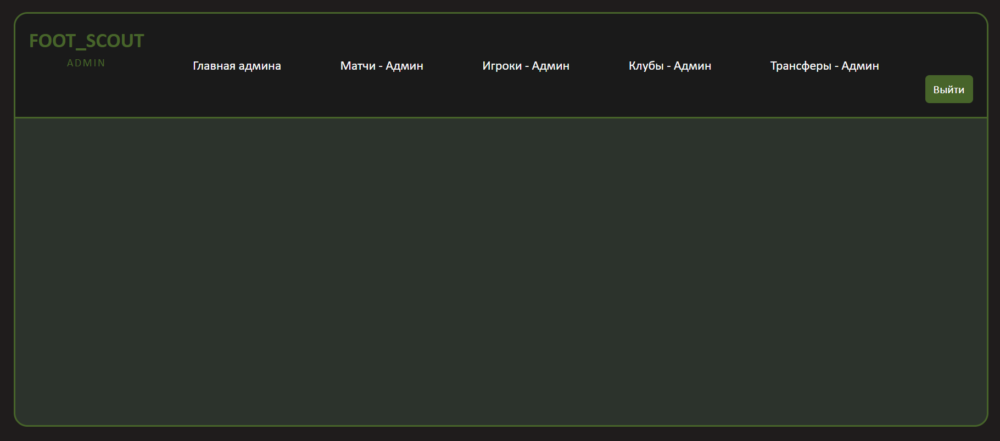 FOOT_SCOUT
ADMIN
Главная админа
Матчи - Админ
Игроки - Админ
Клубы - Админ
Трансферы - Админ
Выйти